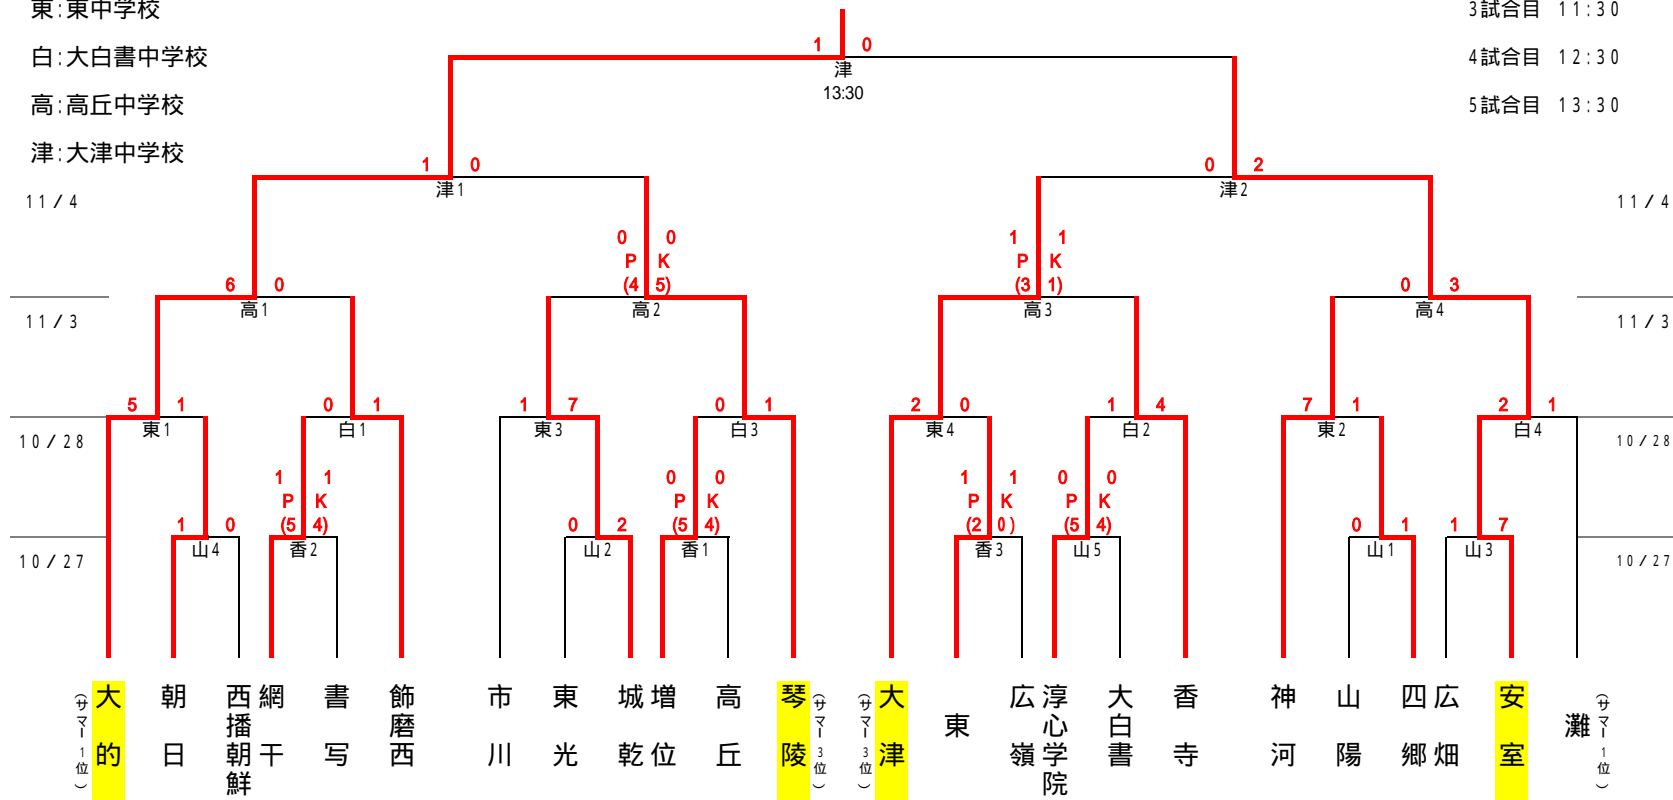 東:東中学校
3試合目 11:30
1 0
白:大白書中学校
津
4試合目 12:30
13:30
高:高丘中学校
5試合目 13:30
津:大津中学校
1 0
0 2
津1
津2
11/4
11/4
0 0
P K
(4 5)
1 1
P K
(3 1)
6 0
0 3
高1
高2
高3
高4
11/3
11/3
5 1
0 1
1 7
0 1
2 0
1 4
7 1
2 1
東1
白1
東3
白3
東4
白2
東2
白4
10/28
10/28
1 1
P K
(5 4)
0 0
P K
(5 4)
1 1
P K
(2 0)
0 0
P K
(5 4)
1 0
0 2
0 1
1 7
山4
香2
山2
香1
香3
山5
山1
山3
10/27
10/27
(サマー1位)
大的
朝日
西播朝鮮
網干
書写
飾磨西
市川
東光
城乾
増位
高丘
琴陵
(サマー3位)
(サマー3位)
大津
東
広嶺
淳心学院
大白書
香寺
神河
山陽
四郷
広畑
安室
灘
(サマー1位)